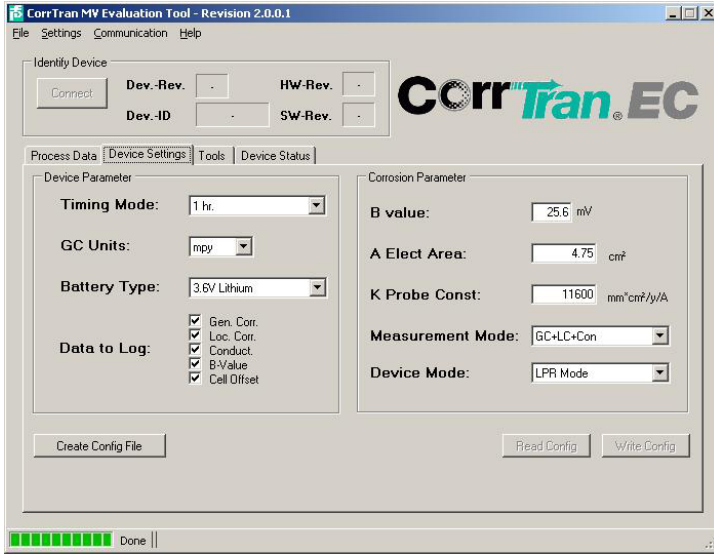 CorrTran MV Evaluation Tool - Revision 2.0.0.1
File Settings Communication Help
Identify Device
Connect
Dev.-Rev. -
HW-Rev. -
Dev.-ID -
SW-Rev. -
CorrTran® EC
Process Data Device Settings Tools Device Status
Device Parameter
Timing Mode: 1 hr.
GC Units: mpy
Battery Type: 3.6V Lithium
Data to Log:
Gen. Corr.
Loc. Corr.
Conduct.
B-Value
Cell Offset
Corrosion Parameter
B value: 25.6 mV
A Elect Area: 4.75 cm²
K Probe Const: 11600 mm*cm²/y/A
Measurement Mode: GC+LC+Con
Device Mode: LPR Mode
Create Config File
Read Config Write Config
Done